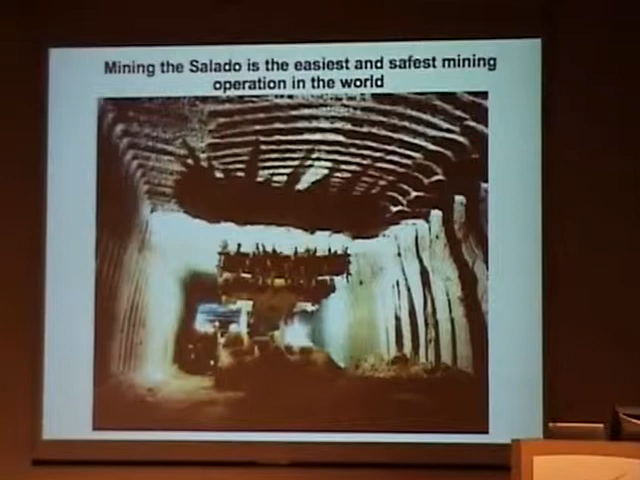 Mining the Salado is the easiest and safest mining
operation in the world